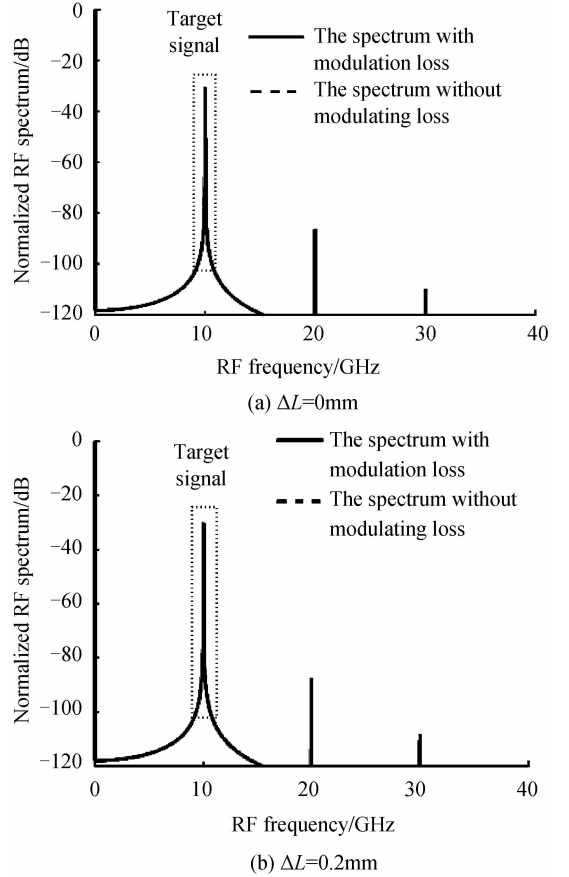 Normalized RF spectrum/dB
0
−20
−40
−60
−80
−100
−120
Target
signal
The spectrum with
modulation loss
The spectrum without
modulating loss
0 10 20 30 40
RF frequency/GHz
(a) ΔL=0mm
Normalized RF spectrum/dB
0
−20
−40
−60
−80
−100
−120
Target
signal
The spectrum with
modulation loss
The spectrum without
modulating loss
0 10 20 30 40
RF frequency/GHz
(b) ΔL=0.2mm